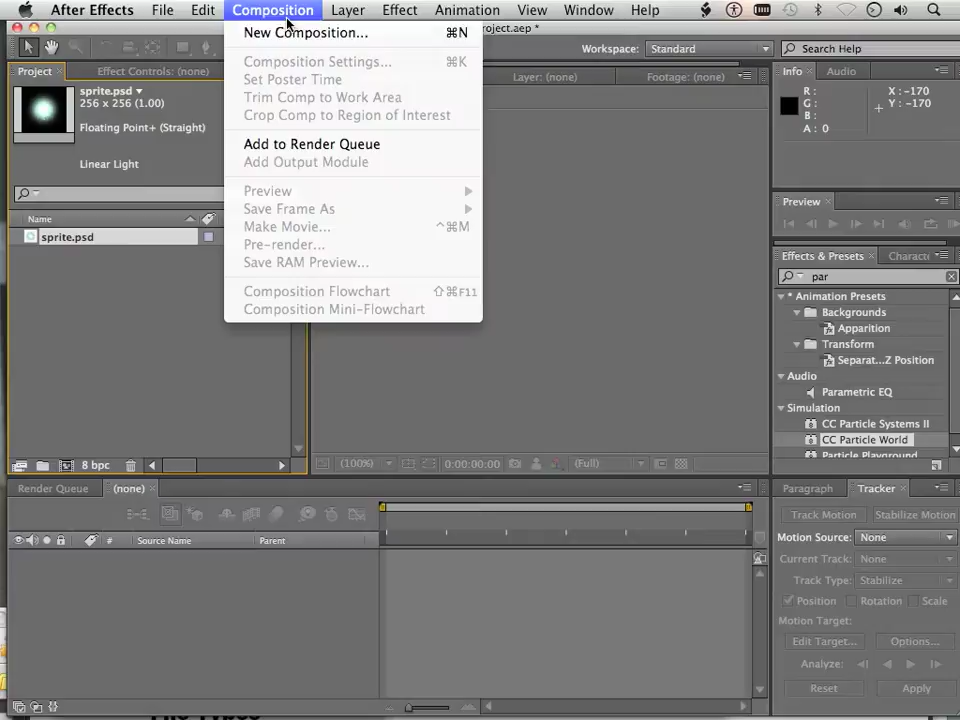 After Effects File Edit Composition Layer Effect Animation View Window Help
roject.aep *
Workspace: Standard Search Help
Project Effect Controls: (none) Layer: (none) Footage: (none) Info Audio
sprite.psd
256 x 256 (1.00)
Floating Point+ (Straight)
Linear Light
Name
sprite.psd
8 bpc
New Composition... ⌘N
Composition Settings... ⌘K
Set Poster Time
Trim Comp to Work Area
Crop Comp to Region of Interest
Add to Render Queue
Add Output Module
Preview
Save Frame As
Make Movie... ^⌘M
Pre-render...
Save RAM Preview...
Composition Flowchart ⇧⌘F11
Composition Mini-Flowchart
(100%) 0:00:00:00 (Full)
R :
G :
B :
A : 0
X : -170
Y : -170
Preview
Effects & Presets Charact
par
* Animation Presets
Backgrounds
Apparition
Transform
Separat...Z Position
Audio
Parametric EQ
Simulation
CC Particle Systems II
CC Particle World
Particle Playground
Render Queue (none)
# Source Name Parent
Paragraph Tracker
Track Motion Stabilize Motion
Motion Source: None
Current Track: None
Track Type: Stabilize
Position Rotation Scale
Motion Target:
Edit Target... Options...
Analyze:
Reset Apply